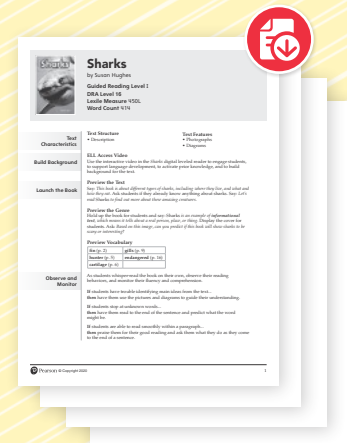 Sharks
Sharks
by Susan Hughes
Guided Reading Level I
DRA Level 16
Lexile Measure 450L
Word Count 414
Text
Characteristics
Text Structure
• Description
Text Features
• Photographs
• Diagrams
Build Background
ELL Access Video
Use the interactive video in the Sharks digital leveled reader to engage students,
to support language development, to activate prior knowledge, and to build
background for the text.
Launch the Book
Preview the Text
Say: This book is about different types of sharks, including where they live, and what and
how they eat. Ask students if they already know anything about sharks. Say: Let's
read Sharks to find out more about these amazing creatures.
Preview the Genre
Hold up the book for students and say: Sharks is an example of informational
text, which means it tells about a real person, place, or thing. Display the cover for
students. Ask: Based on this image, can you predict if this book will show sharks to be
scary or interesting?
Preview Vocabulary
fin (p. 2) gills (p. 9)
hunter (p. 5) endangered (p. 16)
cartilage (p. 6)
Observe and
Monitor
As students whisper-read the book on their own, observe their reading
behaviors, and monitor their fluency and comprehension.
If students have trouble identifying main ideas from the text...
then have them use the pictures and diagrams to guide their understanding.
If students stop at unknown words...
then have them read to the end of the sentence and predict what the word
might be.
If students are able to read smoothly within a paragraph...
then praise them for their good reading and ask them what they do as they come
to the end of a sentence.
Pearson © Copyright 2020.
1